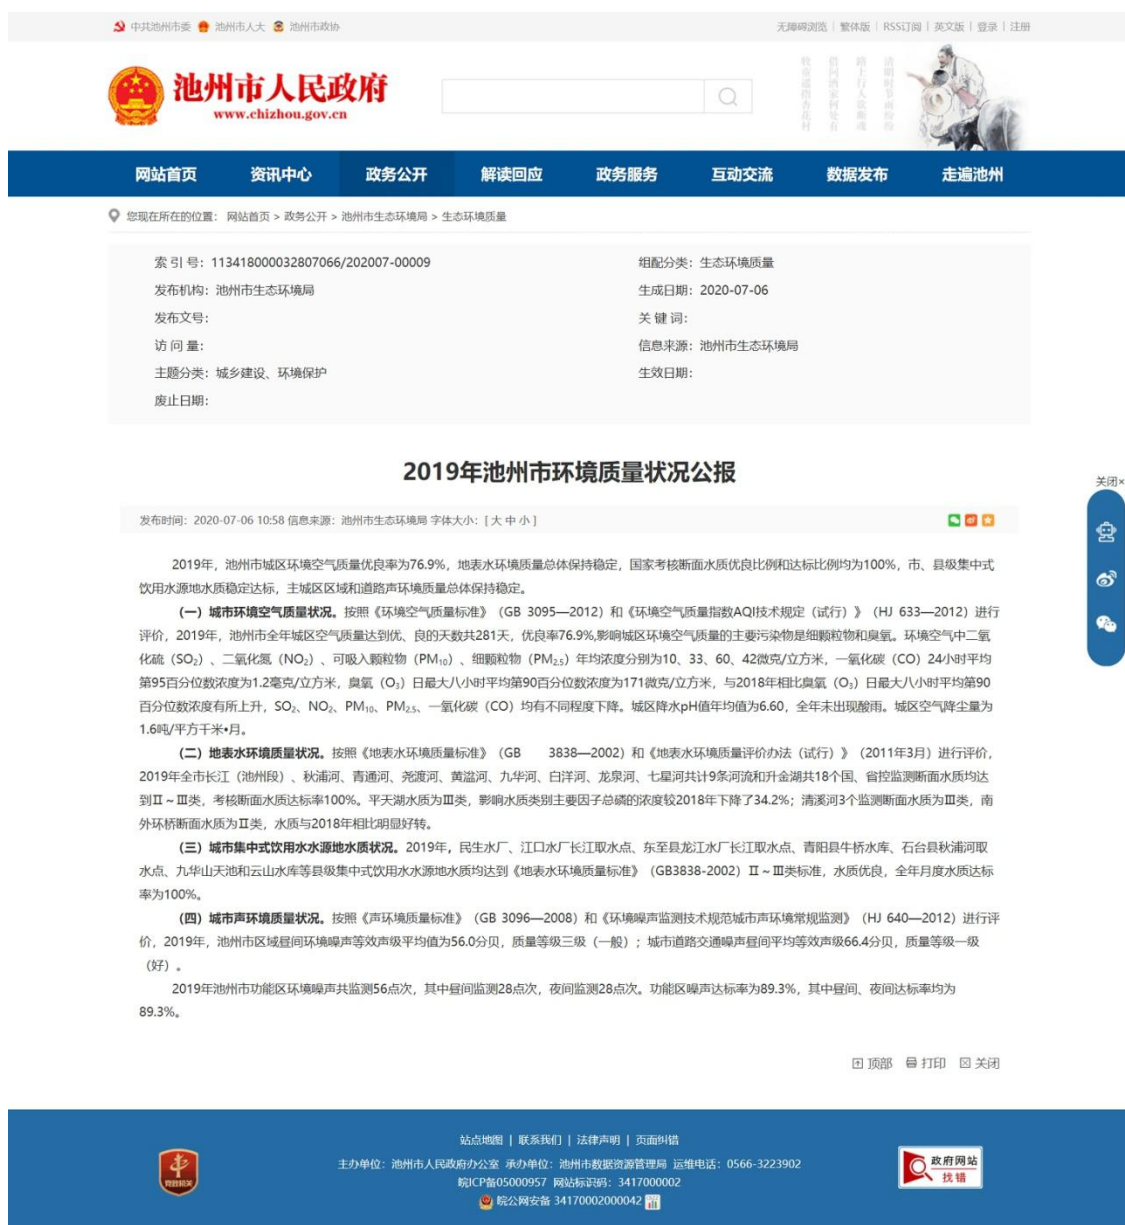 中共池州市委 池州市人大 池州市政协 无障碍浏览 | 繁体版 | RSS订阅 | 英文版 | 登录 | 注册
池州市人民政府
www.chizhou.gov.cn
清明时节雨纷纷
路上行人欲断魂
借问酒家何处有
牧童遥指杏花村
网站首页 资讯中心 政务公开 解读回应 政务服务 互动交流 数据发布 走遍池州
您现在所在的位置： 网站首页 > 政务公开 > 池州市生态环境局 > 生态环境质量
索 引 号： 113418000032807066/202007-00009 组配分类： 生态环境质量
发布机构： 池州市生态环境局 生成日期： 2020-07-06
发布文号： 关 键 词：
访 问 量： 信息来源： 池州市生态环境局
主题分类： 城乡建设、环境保护 生效日期：
废止日期：
2019年池州市环境质量状况公报
关闭×
发布时间：2020-07-06 10:58 信息来源：池州市生态环境局 字体大小：[ 大 中 小 ]
2019年，池州市城区环境空气质量优良率为76.9%，地表水环境质量总体保持稳定，国家考核断面水质优良比例和达标比例均为100%，市、县级集中式
饮用水源地水质稳定达标，主城区区域和道路声环境质量总体保持稳定。
（一）城市环境空气质量状况。按照《环境空气质量标准》（GB 3095—2012）和《环境空气质量指数AQI技术规定（试行）》（HJ 633—2012）进行
评价，2019年，池州市全年城区空气质量达到优、良的天数共281天，优良率76.9%,影响城区环境空气质量的主要污染物是细颗粒物和臭氧。环境空气中二氧
化硫（SO₂）、二氧化氮（NO₂）、可吸入颗粒物（PM₁₀）、细颗粒物（PM₂.₅）年均浓度分别为10、33、60、42微克/立方米，一氧化碳（CO）24小时平均
第95百分位数浓度为1.2毫克/立方米，臭氧（O₃）日最大八小时平均第90百分位数浓度为171微克/立方米，与2018年相比臭氧（O₃）日最大八小时平均第90
百分位数浓度有所上升，SO₂、NO₂、PM₁₀、PM₂.₅、一氧化碳（CO）均有不同程度下降。城区降水pH值年均值为6.60，全年未出现酸雨。城区空气降尘量为
1.6吨/平方千米•月。
（二）地表水环境质量状况。按照《地表水环境质量标准》（GB 3838—2002）和《地表水环境质量评价办法（试行）》（2011年3月）进行评价，
2019年全市长江（池州段）、秋浦河、青通河、尧渡河、黄湓河、九华河、白洋河、龙泉河、七星河共计9条河流和升金湖共18个国、省控监测断面水质均达
到Ⅱ～Ⅲ类，考核断面水质达标率100%。平天湖水质为Ⅲ类，影响水质类别主要因子总磷的浓度较2018年下降了34.2%；清溪河3个监测断面水质为Ⅲ类，南
外环桥断面水质为Ⅱ类，水质与2018年相比明显好转。
（三）城市集中式饮用水水源地水质状况。2019年，民生水厂、江口水厂长江取水点、东至县龙江水厂长江取水点、青阳县牛桥水库、石台县秋浦河取
水点、九华山天池和云山水库等县级集中式饮用水水源地水质均达到《地表水环境质量标准》（GB3838-2002）Ⅱ～Ⅲ类标准，水质优良，全年月度水质达标
率为100%。
（四）城市声环境质量状况。按照《声环境质量标准》（GB 3096—2008）和《环境噪声监测技术规范城市声环境常规监测》（HJ 640—2012）进行评
价，2019年，池州市区域昼间环境噪声等效声级平均值为56.0分贝，质量等级三级（一般）；城市道路交通噪声昼间平均等效声级66.4分贝，质量等级一级
（好）。
2019年池州市功能区环境噪声共监测56点次，其中昼间监测28点次，夜间监测28点次。功能区噪声达标率为89.3%，其中昼间、夜间达标率均为
89.3%。
顶部 打印 关闭
站点地图 | 联系我们 | 法律声明 | 页面纠错
主办单位：池州市人民政府办公室 承办单位：池州市数据资源管理局 运维电话：0566-3223902
皖ICP备05000957 网站标识码：3417000002
皖公网安备 34170002000042
党政机关
政府网站
找错